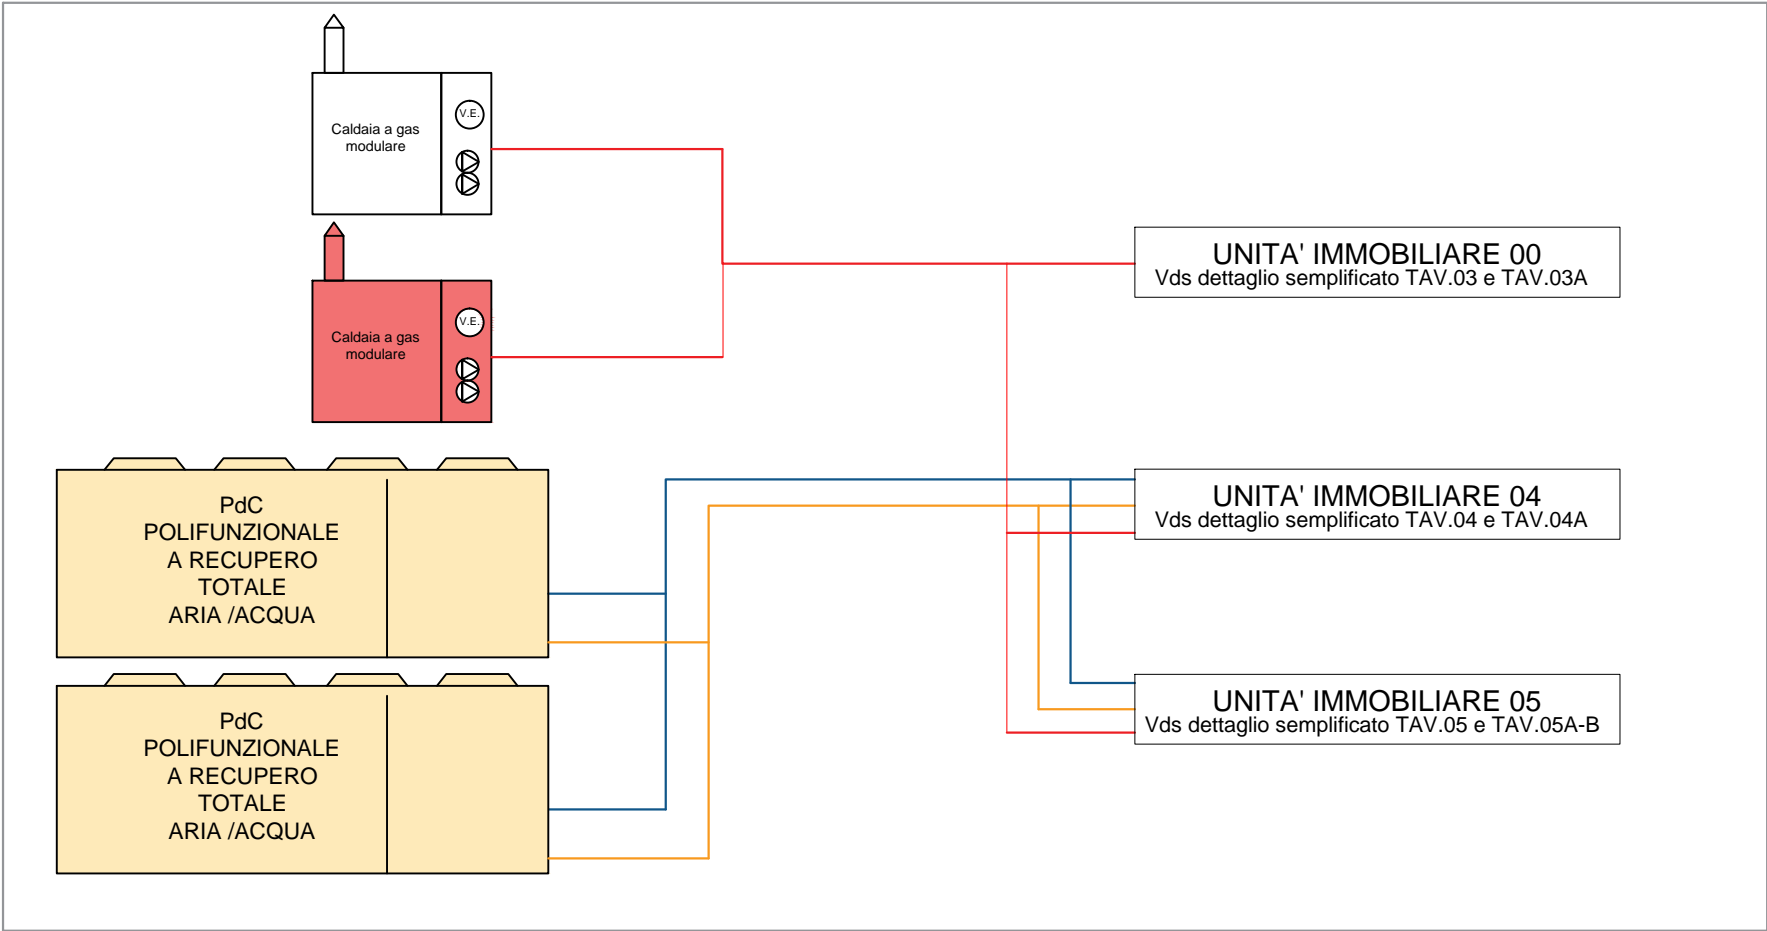 Caldaia a gas
modulare
V.E.
Caldaia a gas
modulare
V.E.
PdC
POLIFUNZIONALE
A RECUPERO
TOTALE
ARIA /ACQUA
PdC
POLIFUNZIONALE
A RECUPERO
TOTALE
ARIA /ACQUA
UNITA' IMMOBILIARE 00
Vds dettaglio semplificato TAV.03 e TAV.03A
UNITA' IMMOBILIARE 04
Vds dettaglio semplificato TAV.04 e TAV.04A
UNITA' IMMOBILIARE 05
Vds dettaglio semplificato TAV.05 e TAV.05A-B